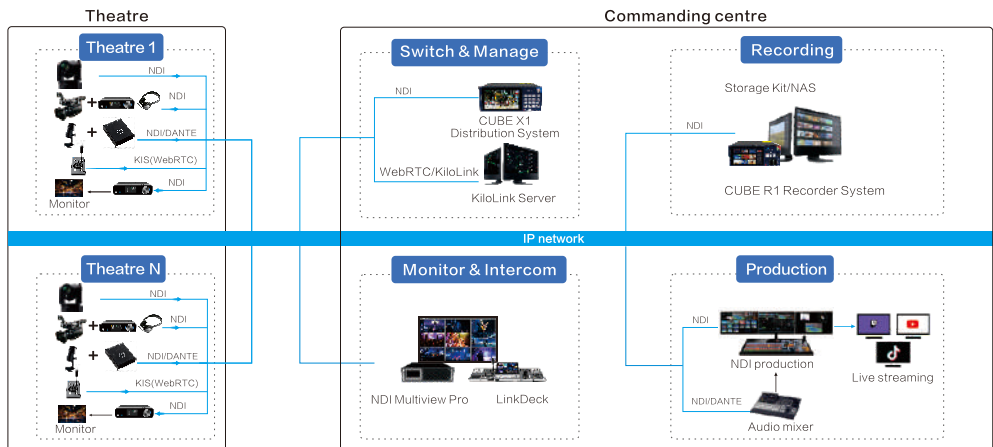 Theatre
Commanding centre
Theatre 1
NDI
NDI
NDI/DANTE
KIS(WebRTC)
NDI
Monitor
Switch & Manage
NDI
CUBE X1
Distribution System
WebRTC/KiloLink
KiloLink Server
Recording
Storage Kit/NAS
NDI
CUBE R1 Recorder System
IP network
Theatre N
NDI
NDI
NDI/DANTE
KIS(WebRTC)
NDI
Monitor
Monitor & Intercom
NDI Multiview Pro
LinkDeck
Production
NDI
NDI production
Live streaming
NDI/DANTE
Audio mixer